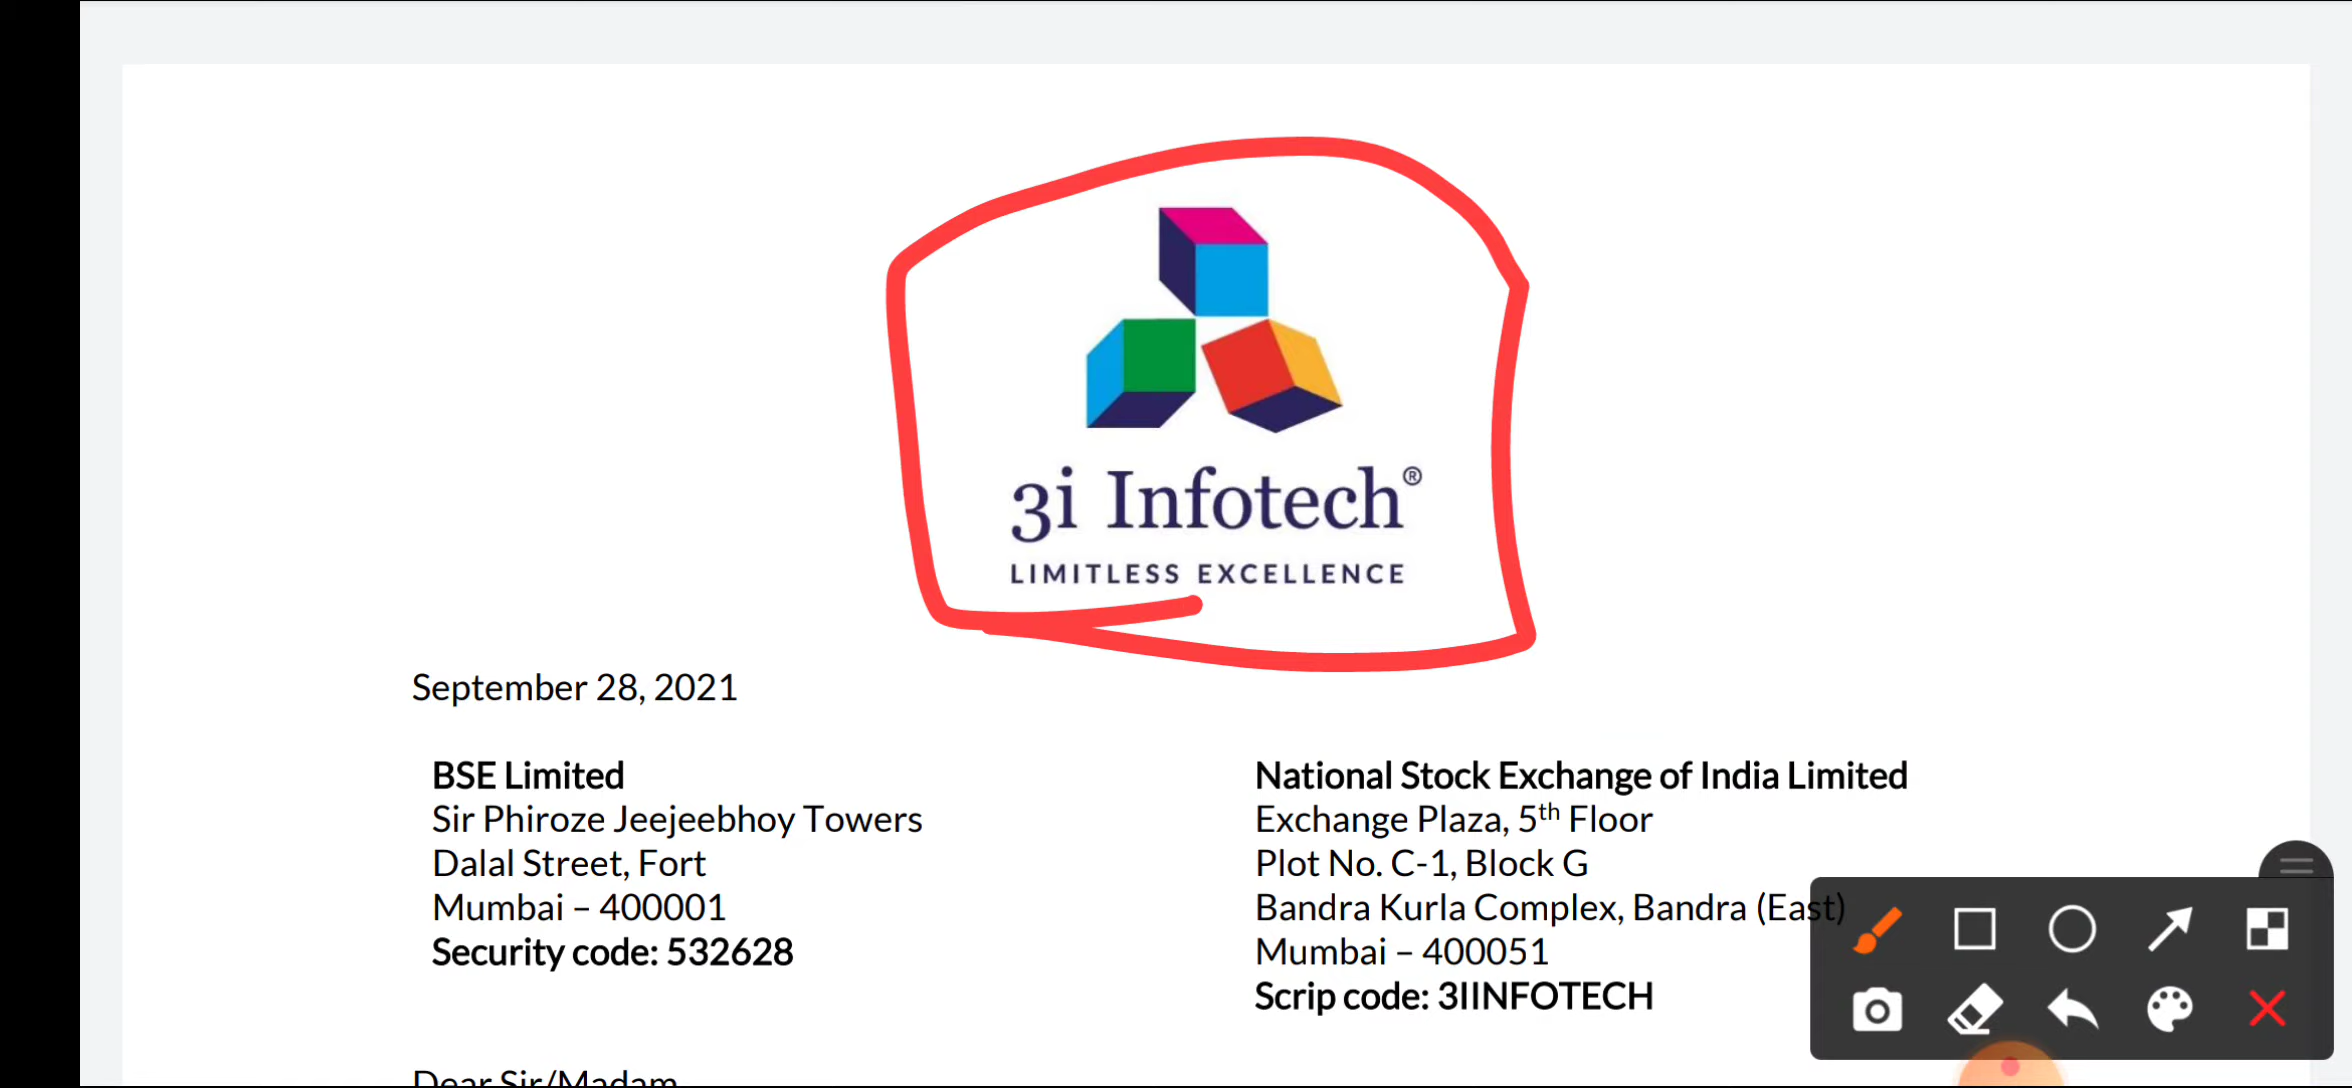 3i Infotech®
LIMITLESS EXCELLENCE
September 28, 2021
BSE Limited
Sir Phiroze Jeejeebhoy Towers
Dalal Street, Fort
Mumbai – 400001
Security code: 532628
National Stock Exchange of India Limited
Exchange Plaza, 5th Floor
Plot No. C-1, Block G
Bandra Kurla Complex, Bandra (East)
Mumbai – 400051
Scrip code: 3IINFOTECH
Dear Sir/Madam